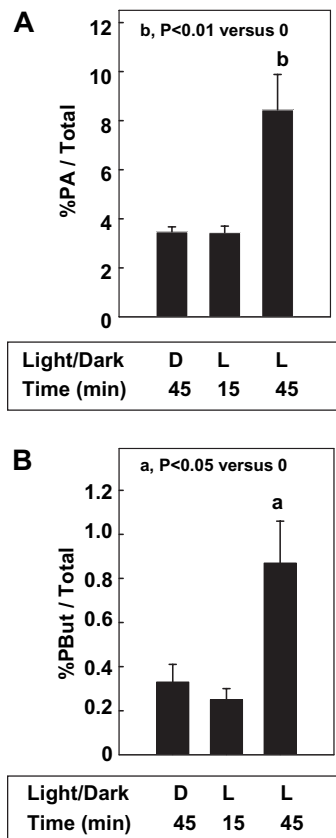 A
b, P<0.01 versus 0
12
b
10
8
6
4
2
0
%PA / Total
Light/Dark D L L
Time (min) 45 15 45
B
a, P<0.05 versus 0
1.2
a
1.0
0.8
0.6
0.4
0.2
0
%PBut / Total
Light/Dark D L L
Time (min) 45 15 45